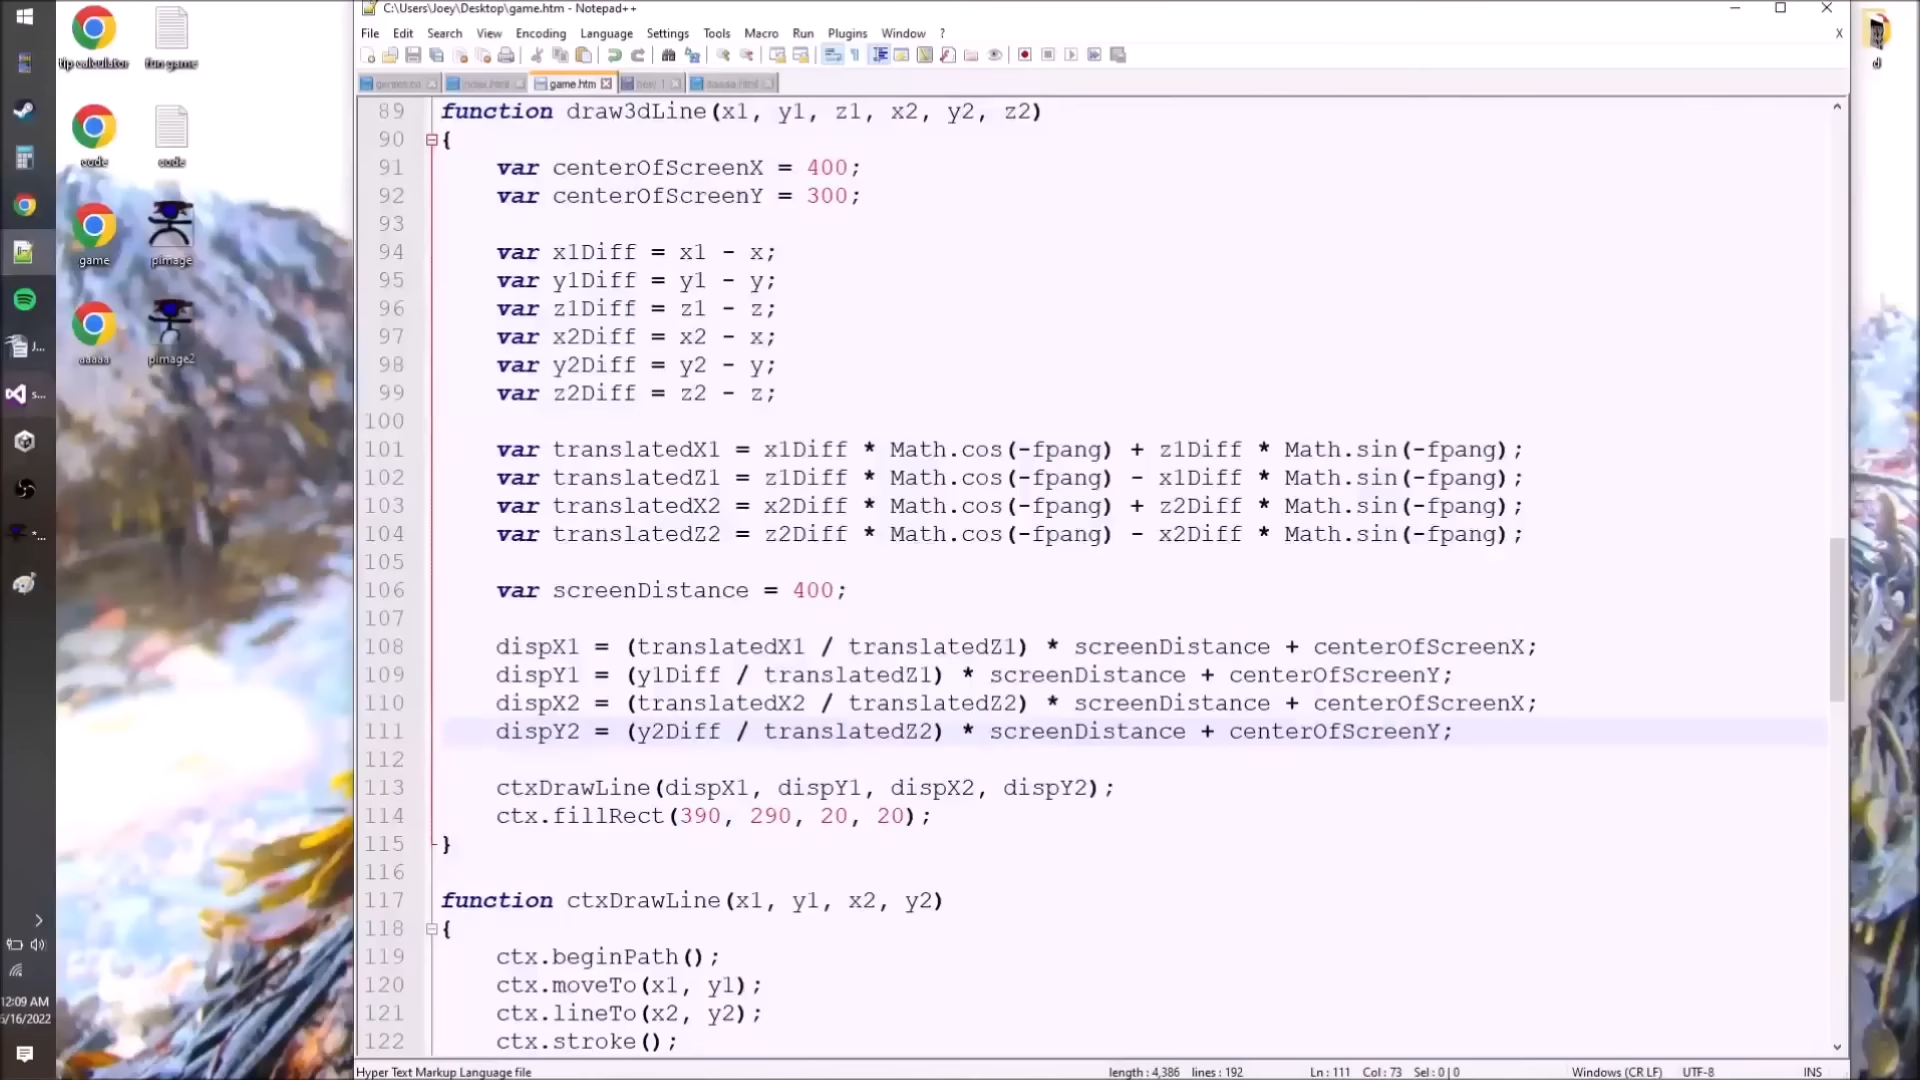 C:\Users\Joey\Desktop\game.htm - Notepad++
File Edit Search View Encoding Language Settings Tools Macro Run Plugins Window ?
X
game.htm
tip calculator
fun game
code
code
game
pimage
aaaaa
pimage2
d
J...
s...
*...
12:09 AM
5/16/2022
89 function draw3dLine(x1, y1, z1, x2, y2, z2)
90 {
91 var centerOfScreenX = 400;
92 var centerOfScreenY = 300;
93
94 var x1Diff = x1 - x;
95 var y1Diff = y1 - y;
96 var z1Diff = z1 - z;
97 var x2Diff = x2 - x;
98 var y2Diff = y2 - y;
99 var z2Diff = z2 - z;
100
101 var translatedX1 = x1Diff * Math.cos(-fpang) + z1Diff * Math.sin(-fpang);
102 var translatedZ1 = z1Diff * Math.cos(-fpang) - x1Diff * Math.sin(-fpang);
103 var translatedX2 = x2Diff * Math.cos(-fpang) + z2Diff * Math.sin(-fpang);
104 var translatedZ2 = z2Diff * Math.cos(-fpang) - x2Diff * Math.sin(-fpang);
105
106 var screenDistance = 400;
107
108 dispX1 = (translatedX1 / translatedZ1) * screenDistance + centerOfScreenX;
109 dispY1 = (y1Diff / translatedZ1) * screenDistance + centerOfScreenY;
110 dispX2 = (translatedX2 / translatedZ2) * screenDistance + centerOfScreenX;
111 dispY2 = (y2Diff / translatedZ2) * screenDistance + centerOfScreenY;
112
113 ctxDrawLine(dispX1, dispY1, dispX2, dispY2);
114 ctx.fillRect(390, 290, 20, 20);
115 }
116
117 function ctxDrawLine(x1, y1, x2, y2)
118 {
119 ctx.beginPath();
120 ctx.moveTo(x1, y1);
121 ctx.lineTo(x2, y2);
122 ctx.stroke();
Hyper Text Markup Language file length : 4,386 lines : 192 Ln : 111 Col : 73 Sel : 0 | 0 Windows (CR LF) UTF-8 INS